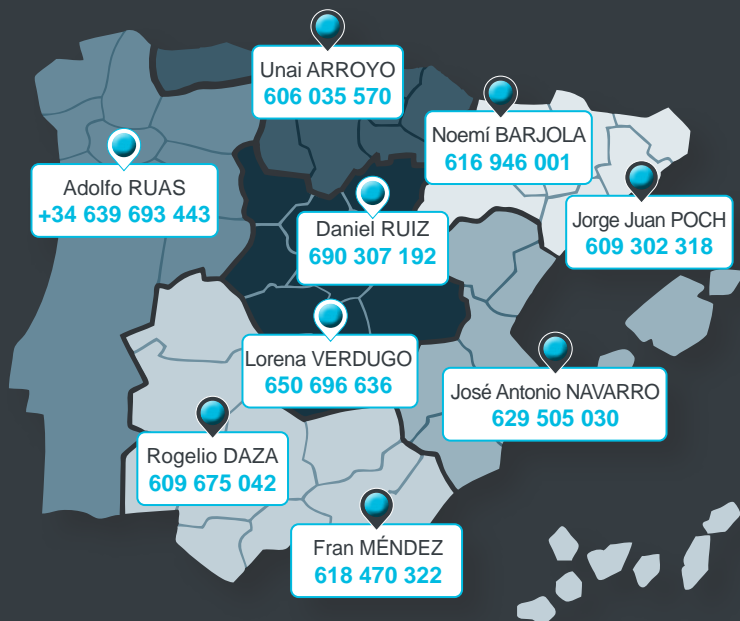 Unai ARROYO
606 035 570
Noemí BARJOLA
616 946 001
Adolfo RUAS
+34 639 693 443
Jorge Juan POCH
609 302 318
Daniel RUIZ
690 307 192
Lorena VERDUGO
650 696 636
José Antonio NAVARRO
629 505 030
Rogelio DAZA
609 675 042
Fran MÉNDEZ
618 470 322